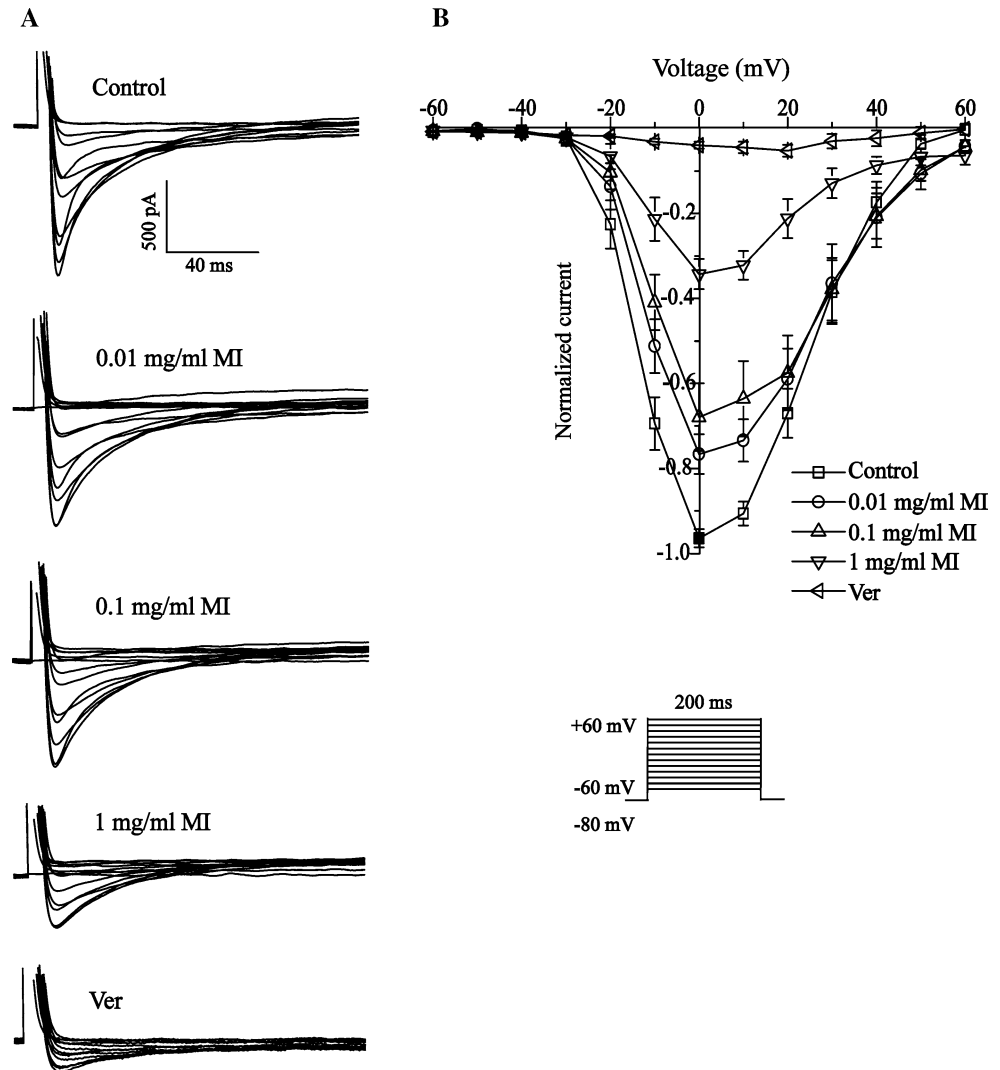 A
Control
500 pA
40 ms
0.01 mg/ml MI
0.1 mg/ml MI
1 mg/ml MI
Ver
B
Voltage (mV)
-60 -40 -20 0 20 40 60
-0.2
-0.4
-0.6
-0.8
-1.0
Normalized current
Control
0.01 mg/ml MI
0.1 mg/ml MI
1 mg/ml MI
Ver
200 ms
+60 mV
-60 mV
-80 mV